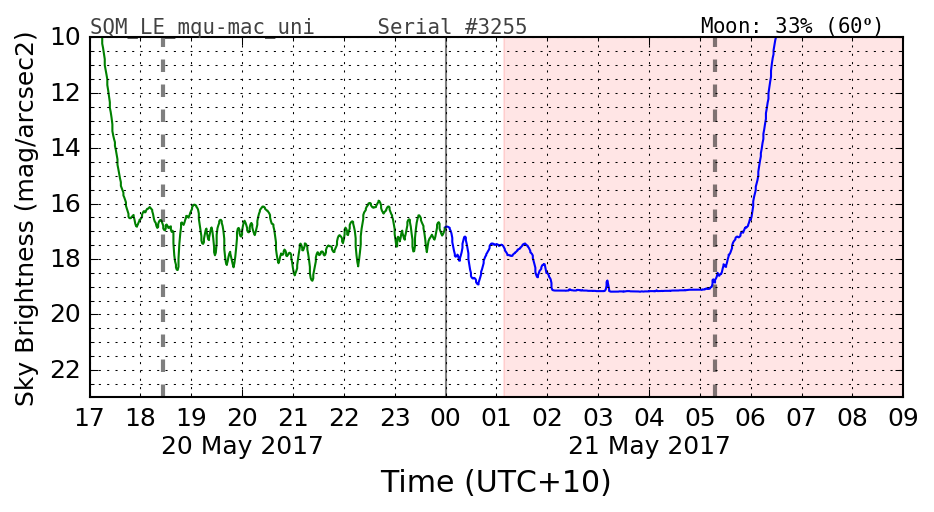 SQM_LE_mqu-mac_uni Serial #3255 Moon: 33% (60º)
Sky Brightness (mag/arcsec2)
10
12
14
16
18
20
22
17 18 19 20 21 22 23 00 01 02 03 04 05 06 07 08 09
20 May 2017 21 May 2017
Time (UTC+10)